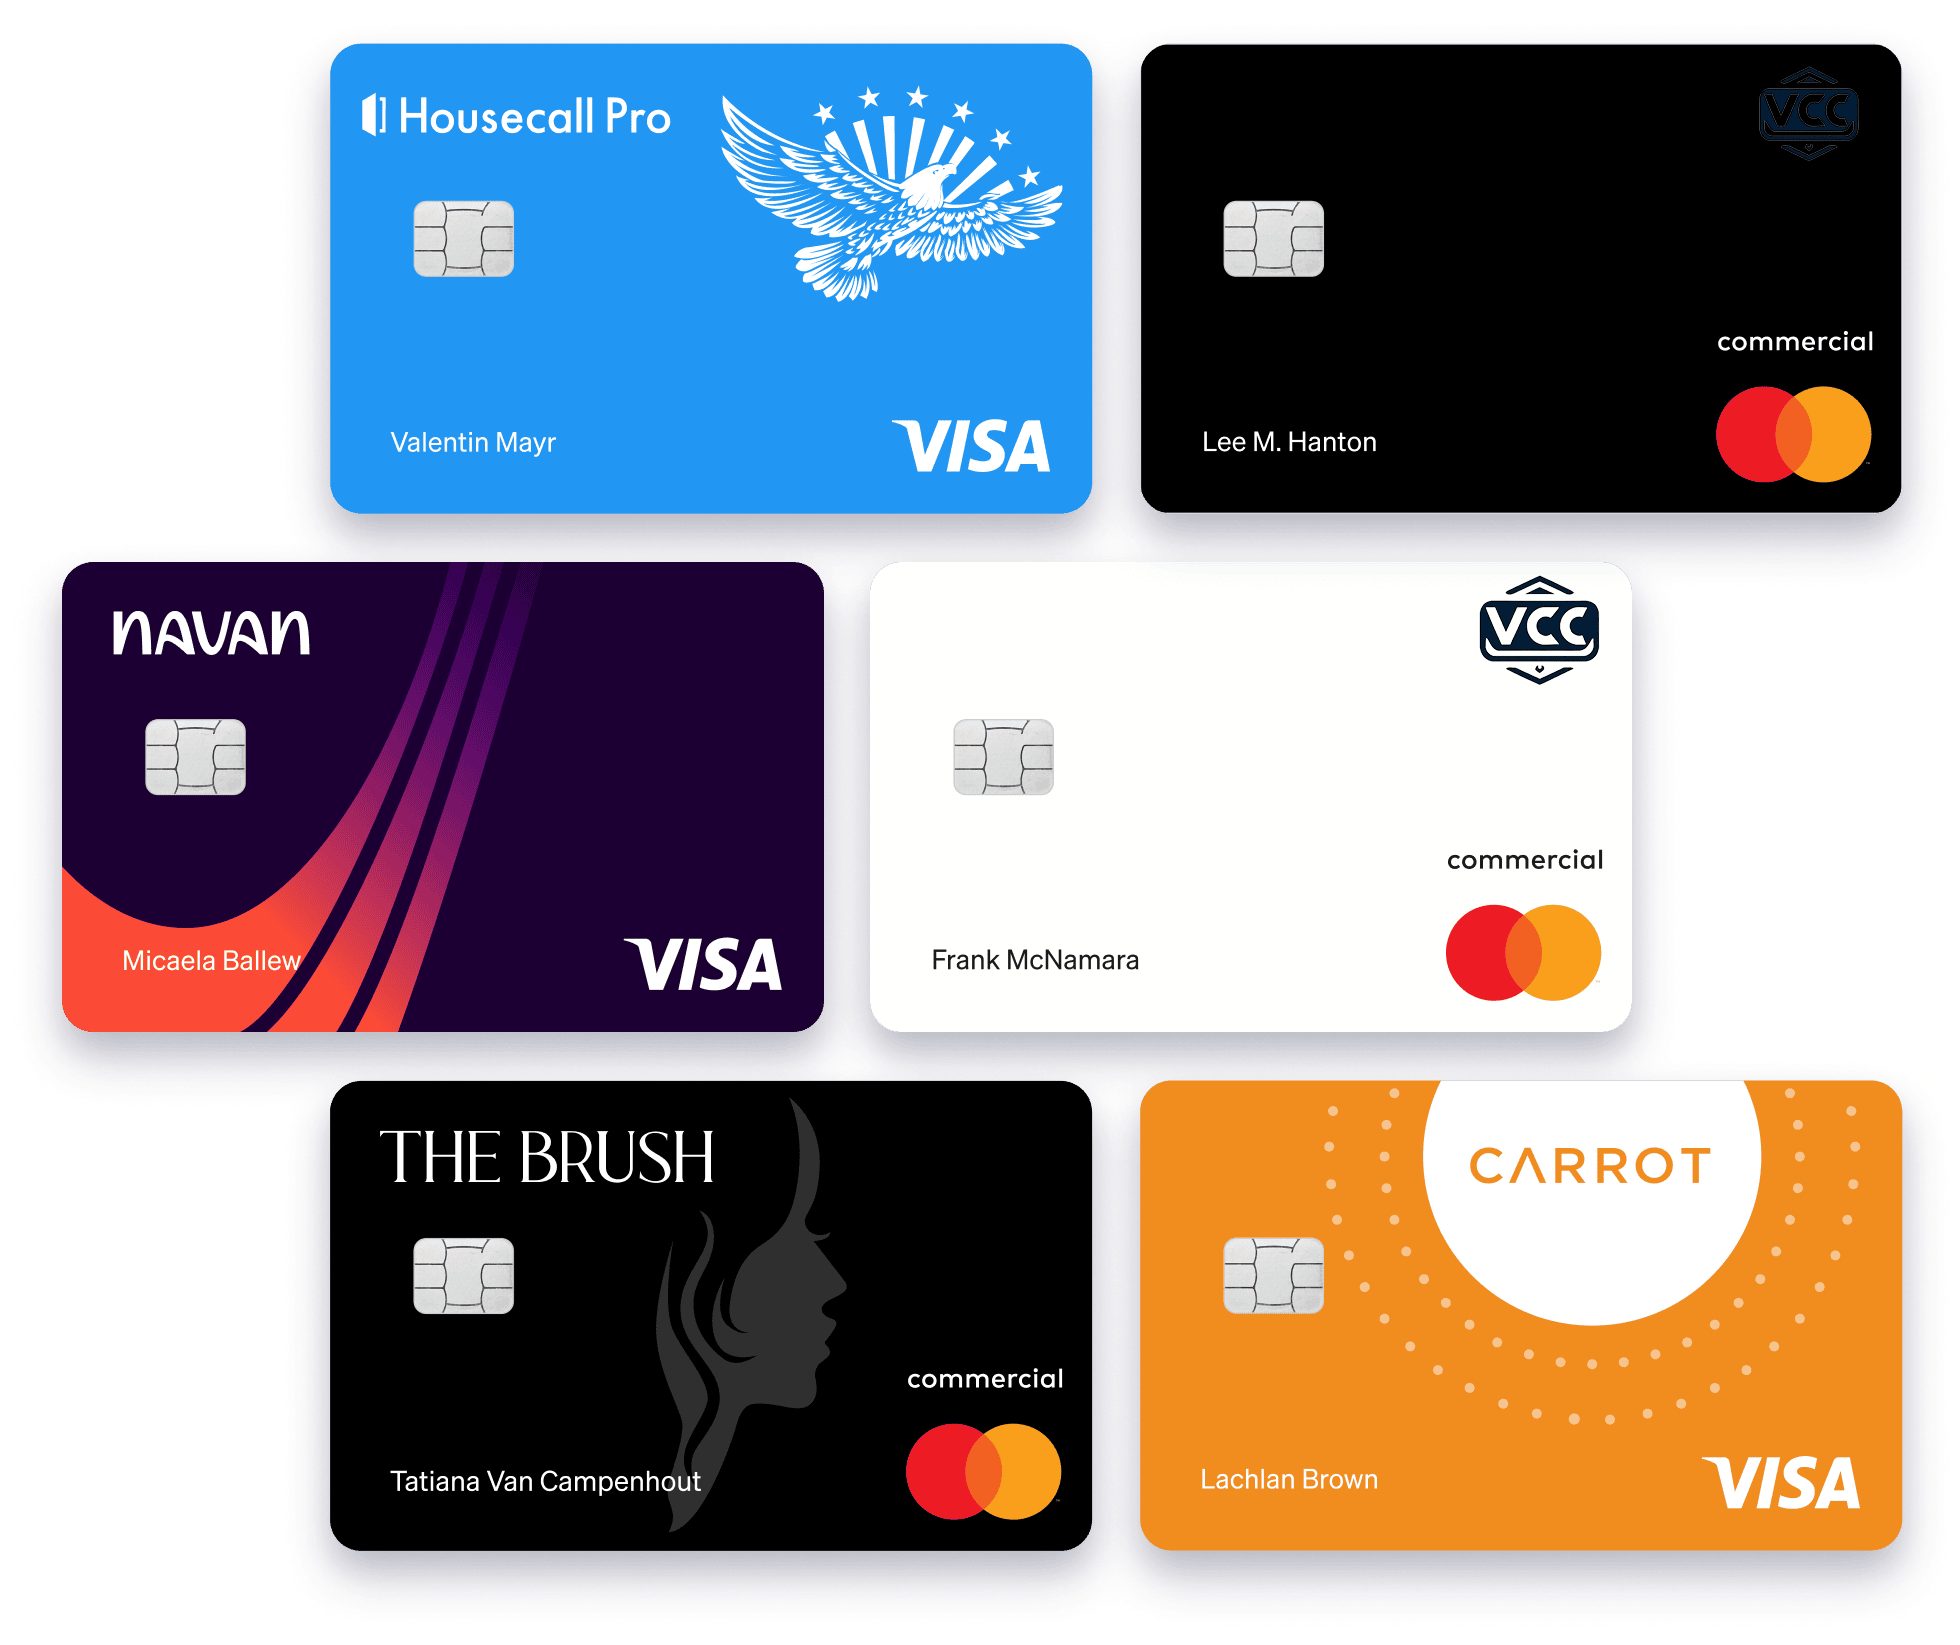 Housecall Pro
Valentin Mayr
VISA
VCC
commercial
Lee M. Hanton
NAVAN
Micaela Ballew
VISA
VCC
commercial
Frank McNamara
THE BRUSH
commercial
Tatiana Van Campenhout
CARROT
Lachlan Brown
VISA